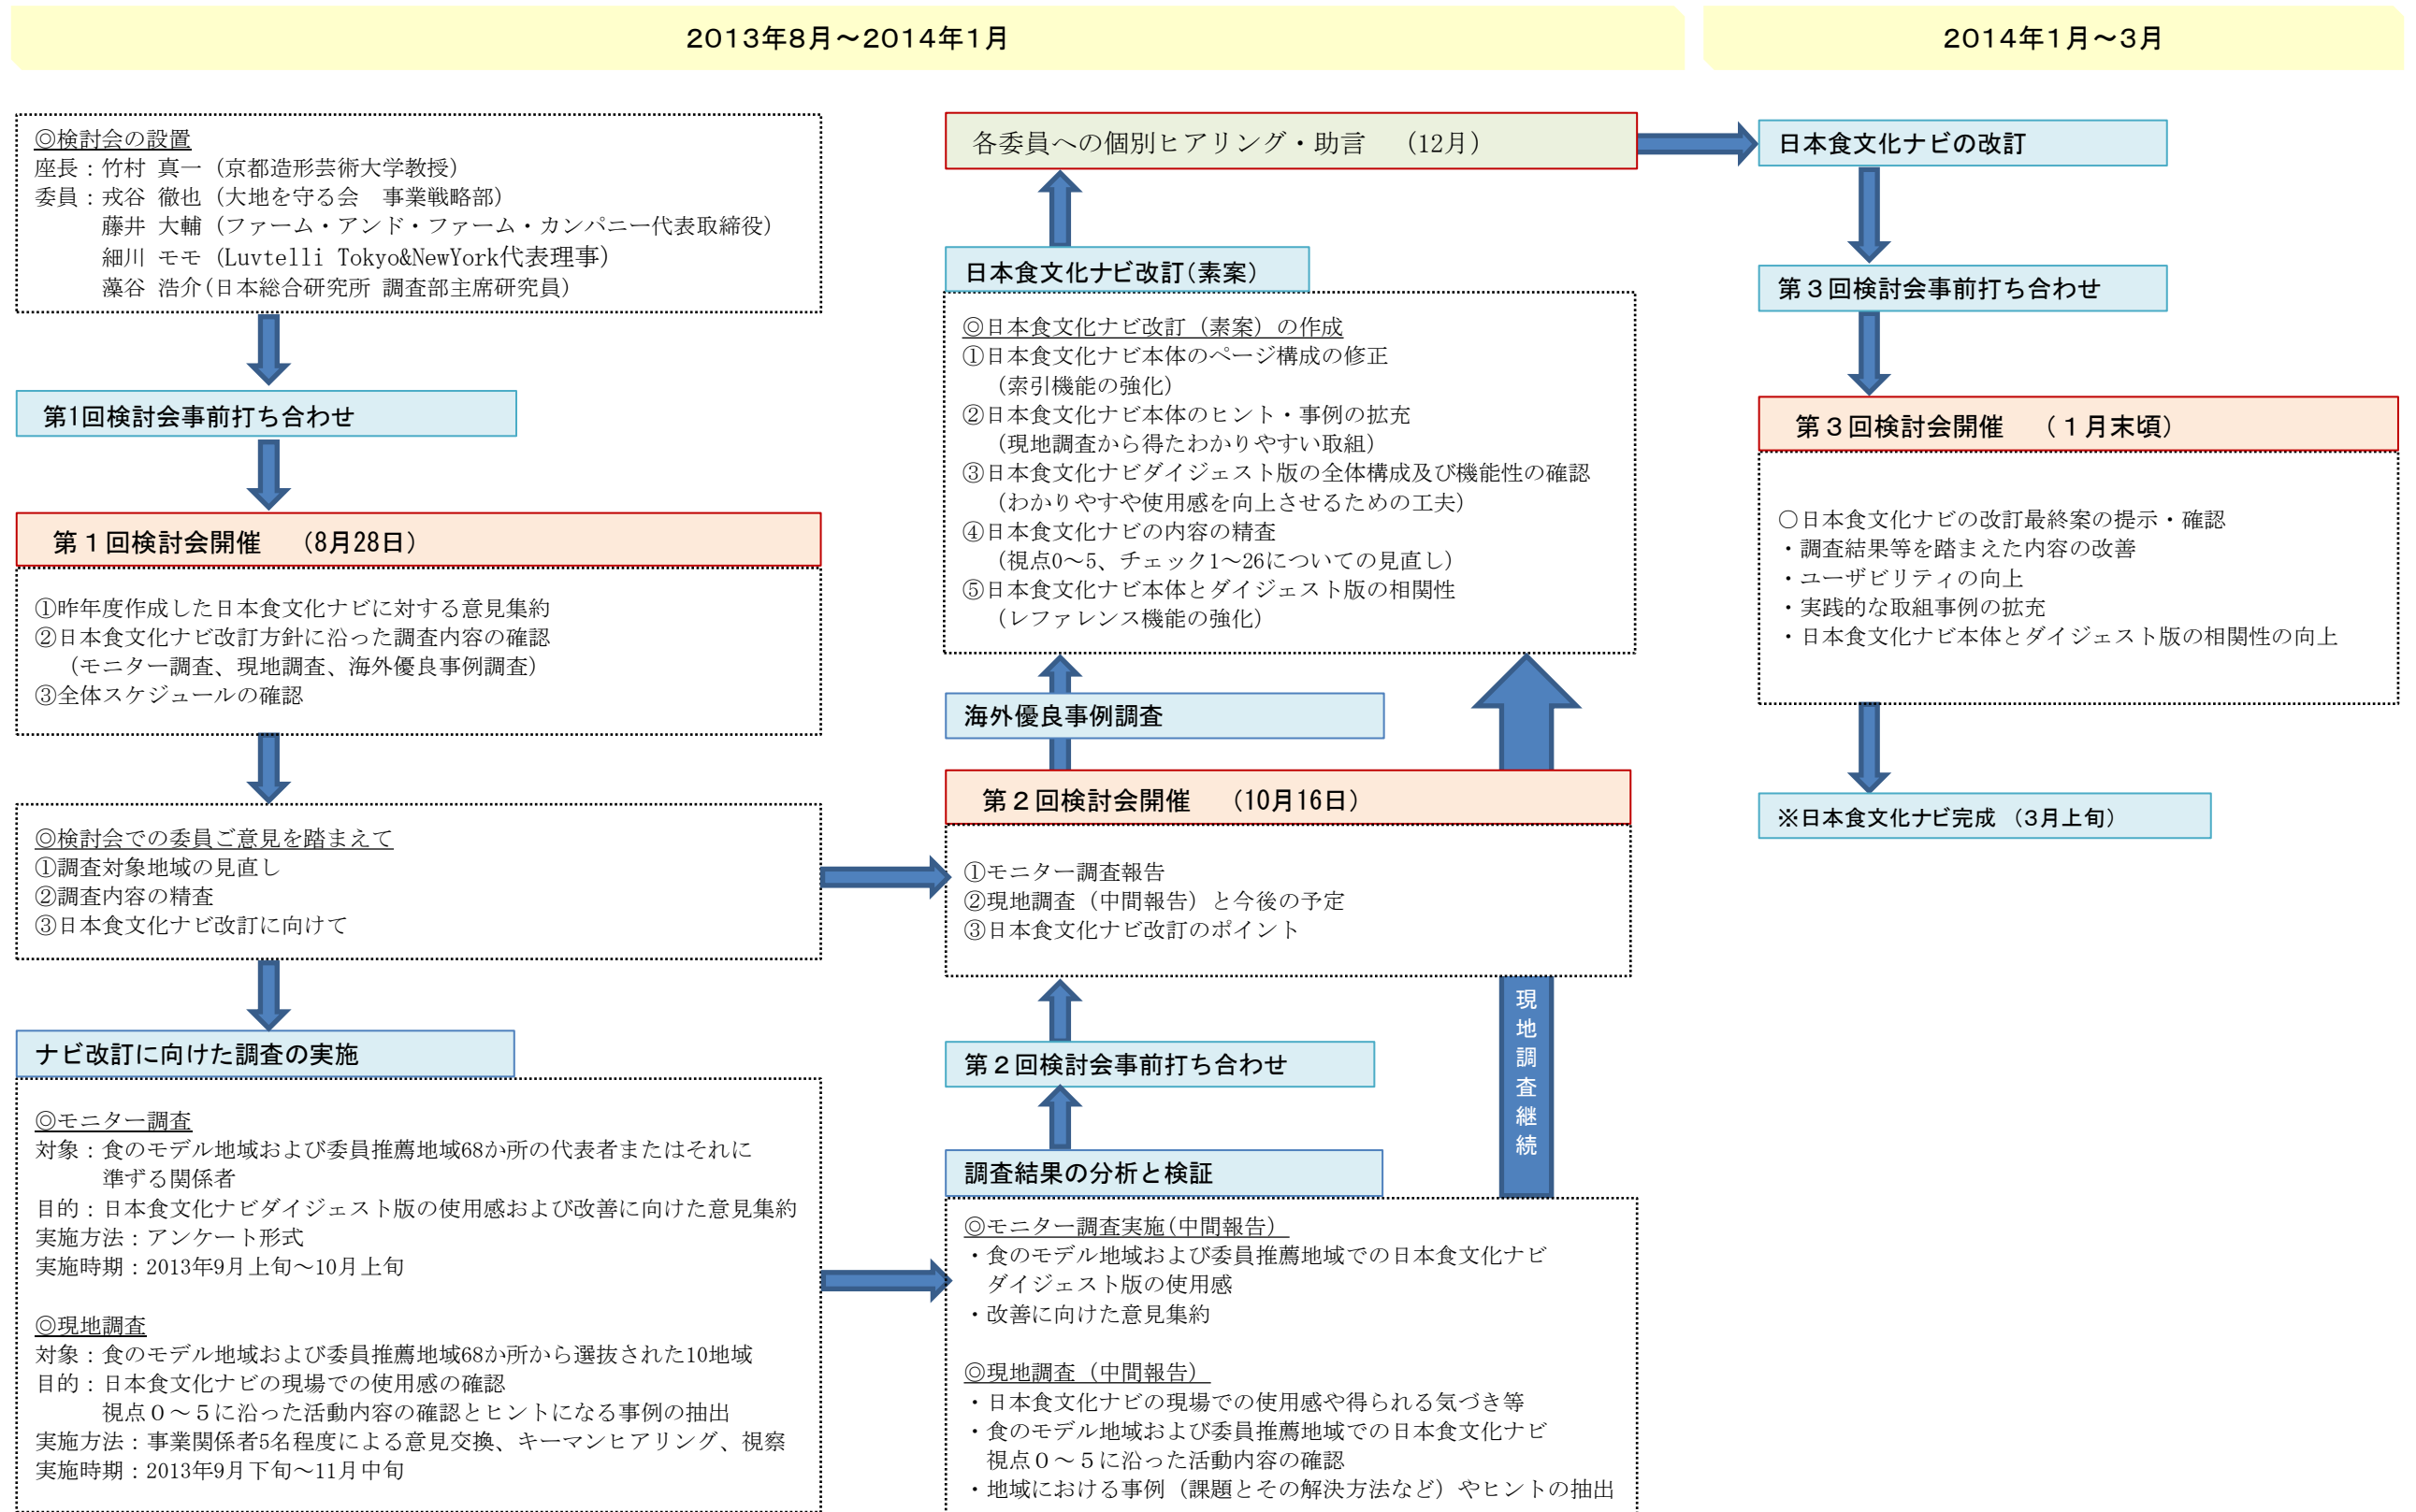 2013年8月～2014年1月
2014年1月～3月
◎検討会の設置
座長：竹村 真一（京都造形芸術大学教授）
委員：戎谷 徹也（大地を守る会　事業戦略部）
藤井 大輔（ファーム・アンド・ファーム・カンパニー代表取締役）
細川 モモ（Luvtelli Tokyo&NewYork代表理事）
藻谷 浩介(日本総合研究所 調査部主席研究員)
第1回検討会事前打ち合わせ
第１回検討会開催　（8月28日）
①昨年度作成した日本食文化ナビに対する意見集約
②日本食文化ナビ改訂方針に沿った調査内容の確認
（モニター調査、現地調査、海外優良事例調査）
③全体スケジュールの確認
◎検討会での委員ご意見を踏まえて
①調査対象地域の見直し
②調査内容の精査
③日本食文化ナビ改訂に向けて
ナビ改訂に向けた調査の実施
◎モニター調査
対象：食のモデル地域および委員推薦地域68か所の代表者またはそれに
準ずる関係者
目的：日本食文化ナビダイジェスト版の使用感および改善に向けた意見集約
実施方法：アンケート形式
実施時期：2013年9月上旬～10月上旬
◎現地調査
対象：食のモデル地域および委員推薦地域68か所から選抜された10地域
目的：日本食文化ナビの現場での使用感の確認
視点０～５に沿った活動内容の確認とヒントになる事例の抽出
実施方法：事業関係者5名程度による意見交換、キーマンヒアリング、視察
実施時期：2013年9月下旬～11月中旬
各委員への個別ヒアリング・助言　（12月）
日本食文化ナビ改訂（素案）
◎日本食文化ナビ改訂（素案）の作成
①日本食文化ナビ本体のページ構成の修正
（索引機能の強化）
②日本食文化ナビ本体のヒント・事例の拡充
（現地調査から得たわかりやすい取組）
③日本食文化ナビダイジェスト版の全体構成及び機能性の確認
（わかりやすや使用感を向上させるための工夫）
④日本食文化ナビの内容の精査
（視点0～5、チェック1～26についての見直し）
⑤日本食文化ナビ本体とダイジェスト版の相関性
（レファレンス機能の強化）
海外優良事例調査
第２回検討会開催　（10月16日）
①モニター調査報告
②現地調査（中間報告）と今後の予定
③日本食文化ナビ改訂のポイント
現地調査継続
第２回検討会事前打ち合わせ
調査結果の分析と検証
◎モニター調査実施(中間報告)
・食のモデル地域および委員推薦地域での日本食文化ナビ
ダイジェスト版の使用感
・改善に向けた意見集約
◎現地調査（中間報告）
・日本食文化ナビの現場での使用感や得られる気づき等
・食のモデル地域および委員推薦地域での日本食文化ナビ
視点０～５に沿った活動内容の確認
・地域における事例（課題とその解決方法など）やヒントの抽出
日本食文化ナビの改訂
第３回検討会事前打ち合わせ
第３回検討会開催　（１月末頃）
○日本食文化ナビの改訂最終案の提示・確認
・調査結果等を踏まえた内容の改善
・ユーザビリティの向上
・実践的な取組事例の拡充
・日本食文化ナビ本体とダイジェスト版の相関性の向上
※日本食文化ナビ完成（3月上旬）